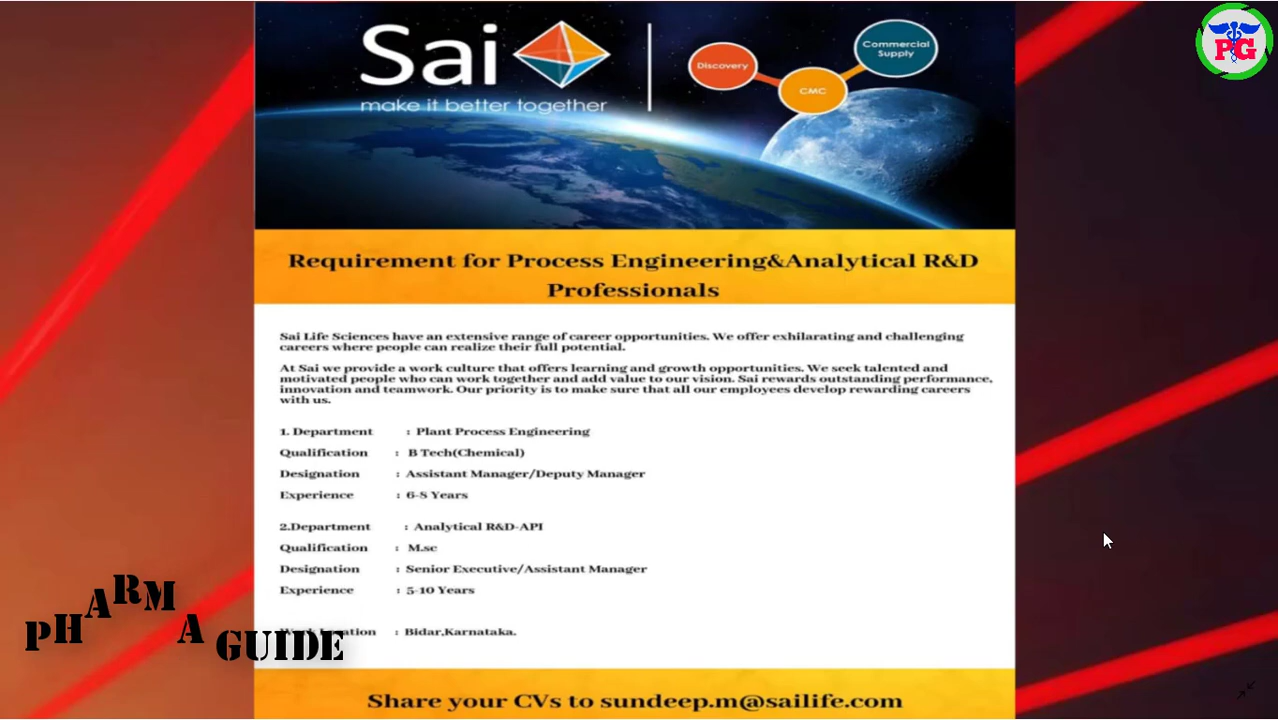 Sai
make it better together
Discovery
CMC
Commercial
Supply
PG
Requirement for Process Engineering&Analytical R&D
Professionals
Sai Life Sciences have an extensive range of career opportunities. We offer exhilarating and challenging
careers where people can realize their full potential.
At Sai we provide a work culture that offers learning and growth opportunities. We seek talented and
motivated people who can work together and add value to our vision. Sai rewards outstanding performance,
innovation and teamwork. Our priority is to make sure that all our employees develop rewarding careers
with us.
1. Department : Plant Process Engineering
Qualification : B Tech(Chemical)
Designation : Assistant Manager/Deputy Manager
Experience : 6-8 Years
2.Department : Analytical R&D-API
Qualification : M.sc
Designation : Senior Executive/Assistant Manager
Experience : 5-10 Years
: Bidar,Karnataka.
PHARMA GUIDE
Share your CVs to sundeep.m@sailife.com